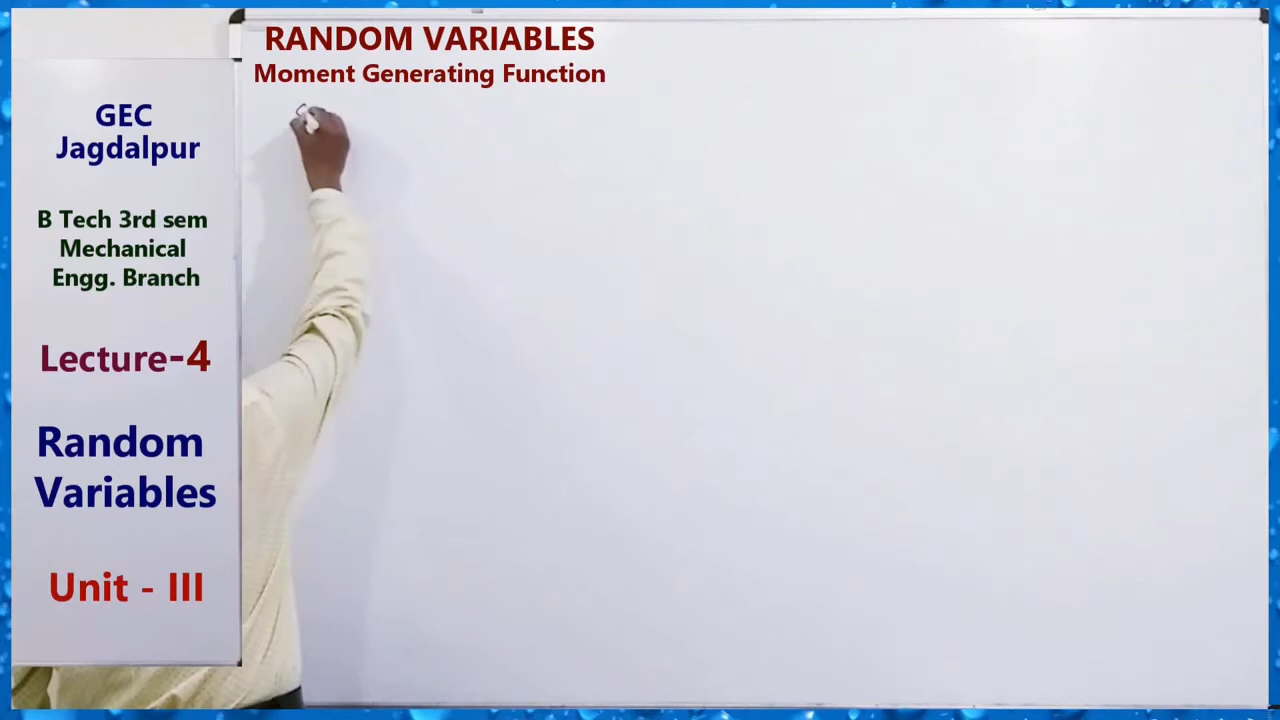 RANDOM VARIABLES
Moment Generating Function
GEC
Jagdalpur
B Tech 3rd sem
Mechanical
Engg. Branch
Lecture-4
Random
Variables
Unit - III